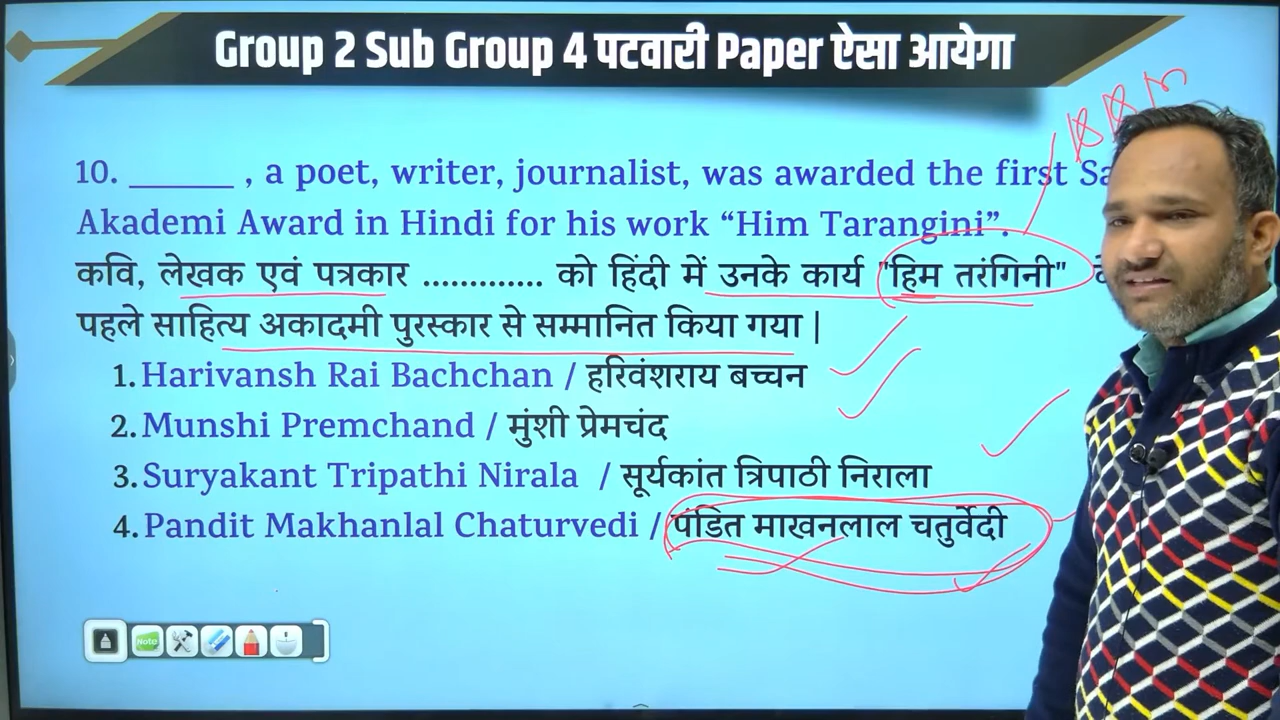 Group 2 Sub Group 4 पटवारी Paper ऐसा आयेगा
10. ______ , a poet, writer, journalist, was awarded the first
Akademi Award in Hindi for his work “Him Tarangini”.
कवि, लेखक एवं पत्रकार ............. को हिंदी में उनके कार्य "हिम तरंगिनी"
पहले साहित्य अकादमी पुरस्कार से सम्मानित किया गया |
1. Harivansh Rai Bachchan / हरिवंशराय बच्चन
2. Munshi Premchand / मुंशी प्रेमचंद
3. Suryakant Tripathi Nirala / सूर्यकांत त्रिपाठी निराला
4. Pandit Makhanlal Chaturvedi / पंडित माखनलाल चतुर्वेदी
Note